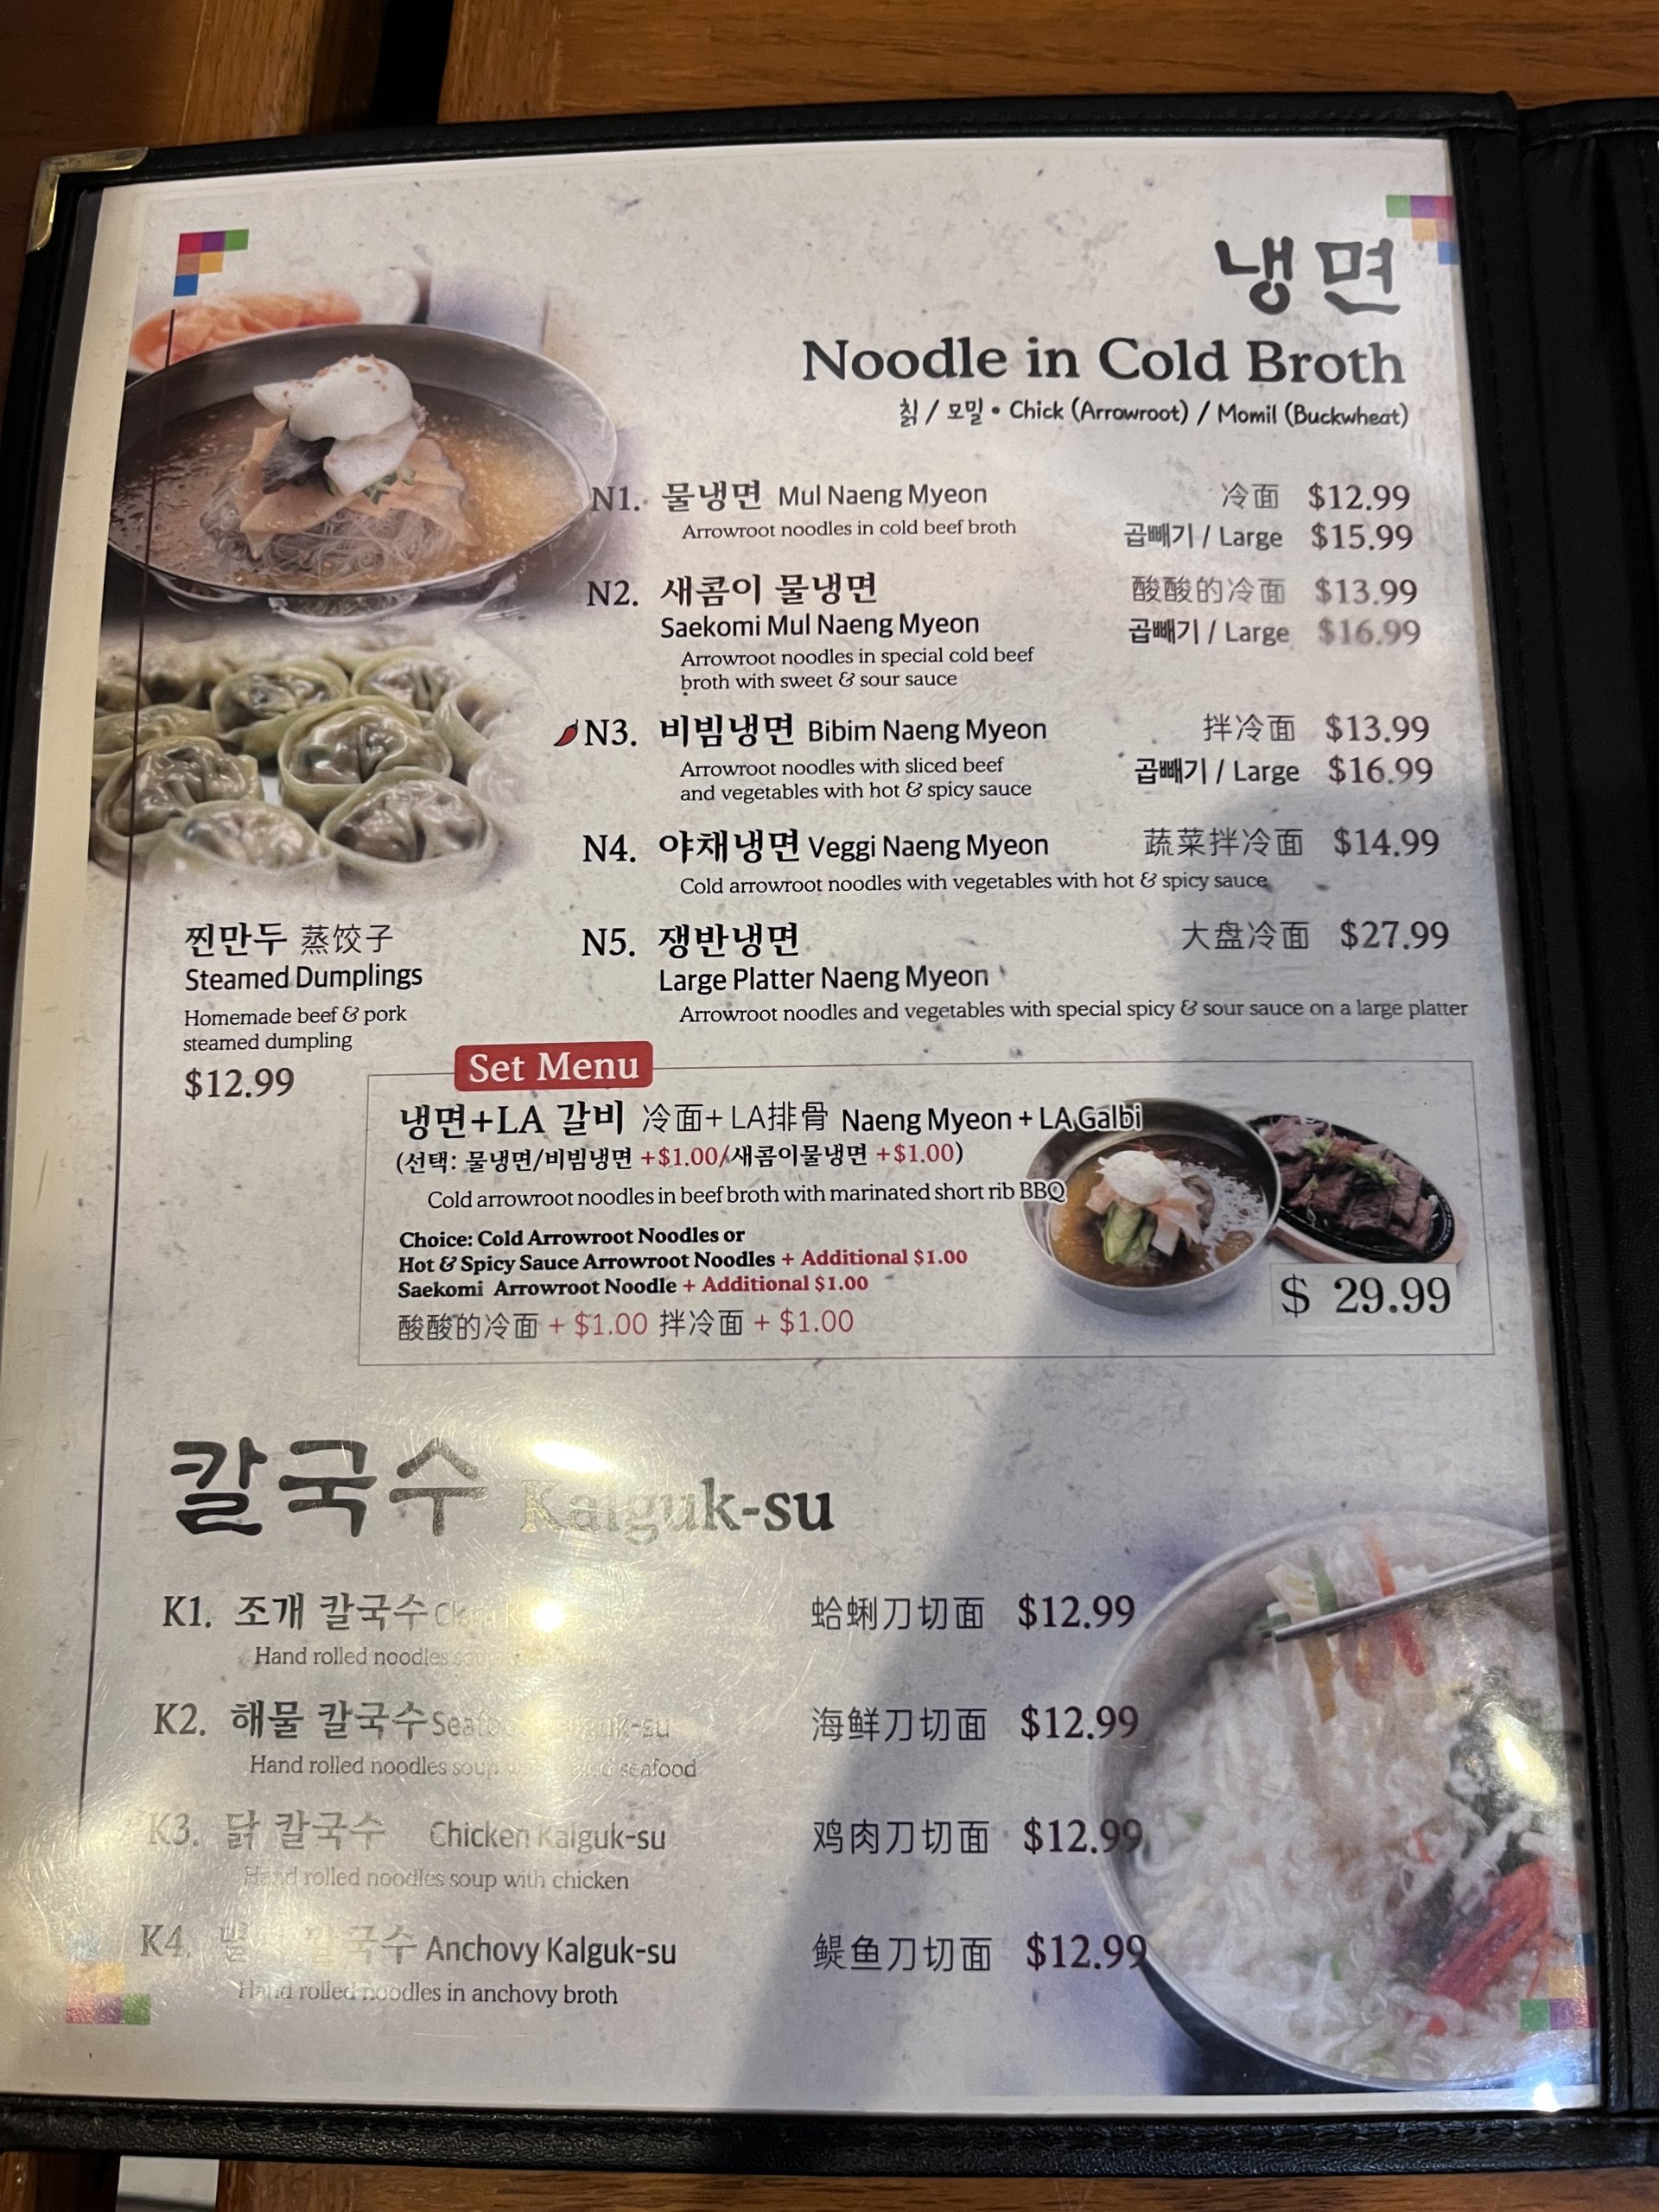 냉면
Noodle in Cold Broth
칡 / 모밀 • Chick (Arrowroot) / Momil (Buckwheat)
N1. 물냉면 Mul Naeng Myeon 冷面 $12.99
Arrowroot noodles in cold beef broth 곱빼기 / Large $15.99
N2. 새콤이 물냉면 酸酸的冷面 $13.99
Saekomi Mul Naeng Myeon 곱빼기 / Large $16.99
Arrowroot noodles in special cold beef
broth with sweet & sour sauce
N3. 비빔냉면 Bibim Naeng Myeon 拌冷面 $13.99
Arrowroot noodles with sliced beef 곱빼기 / Large $16.99
and vegetables with hot & spicy sauce
N4. 야채냉면 Veggi Naeng Myeon 蔬菜拌冷面 $14.99
Cold arrowroot noodles with vegetables with hot & spicy sauce
N5. 쟁반냉면 大盘冷面 $27.99
Large Platter Naeng Myeon
Arrowroot noodles and vegetables with special spicy & sour sauce on a large platter
찐만두 蒸饺子
Steamed Dumplings
Homemade beef & pork
steamed dumpling
$12.99
Set Menu
냉면+LA 갈비 冷面+LA排骨 Naeng Myeon + LA Galbi
(선택: 물냉면/비빔냉면 +$1.00/새콤이물냉면 +$1.00)
Cold arrowroot noodles in beef broth with marinated short rib BBQ
Choice: Cold Arrowroot Noodles or
Hot & Spicy Sauce Arrowroot Noodles + Additional $1.00
Saekomi Arrowroot Noodle + Additional $1.00
酸酸的冷面 + $1.00 拌冷面 + $1.00
$ 29.99
칼국수 Kalguk-su
K1. 조개 칼국수 蛤蜊刀切面 $12.99
Hand rolled noodles
K2. 해물 칼국수 Seafood Kalguk-su 海鲜刀切面 $12.99
Hand rolled noodles soup seafood
K3. 닭 칼국수 Chicken Kalguk-su 鸡肉刀切面 $12.99
Hand rolled noodles soup with chicken
K4. 칼국수 Anchovy Kalguk-su 鳀鱼刀切面 $12.99
Hand rolled noodles in anchovy broth